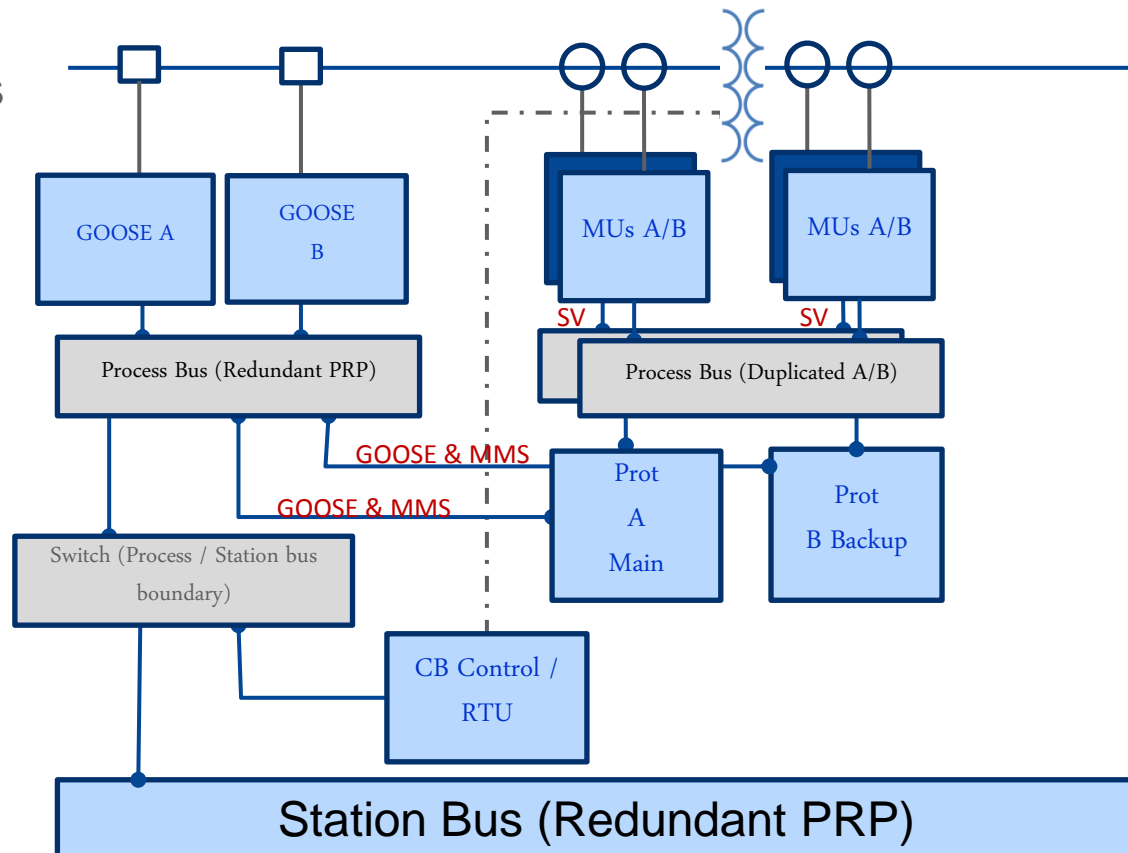 s
GOOSE A
GOOSE
B
MUs A/B
MUs A/B
SV
SV
Process Bus (Redundant PRP)
Process Bus (Duplicated A/B)
GOOSE & MMS
GOOSE & MMS
Prot
A
Main
Prot
B Backup
Switch (Process / Station bus
boundary)
CB Control /
RTU
Station Bus (Redundant PRP)